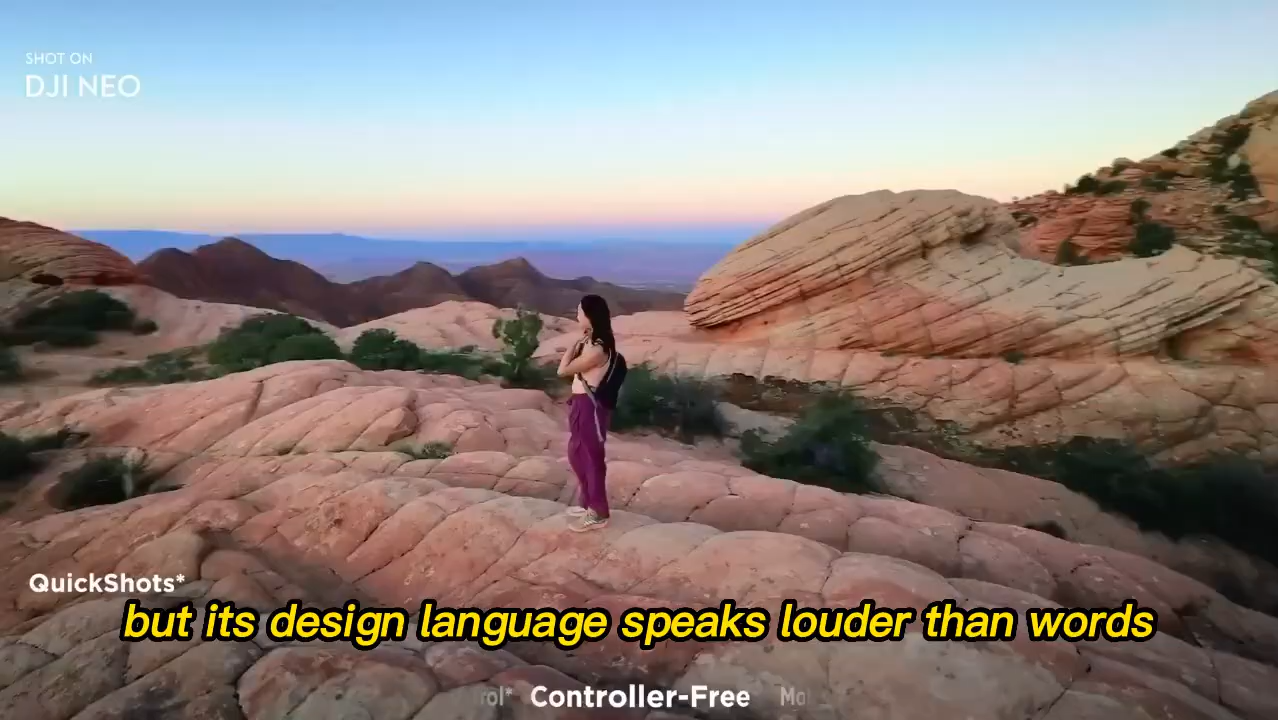 SHOT ON
DJI NEO
QuickShots*
but its design language speaks louder than words
Controller-Free